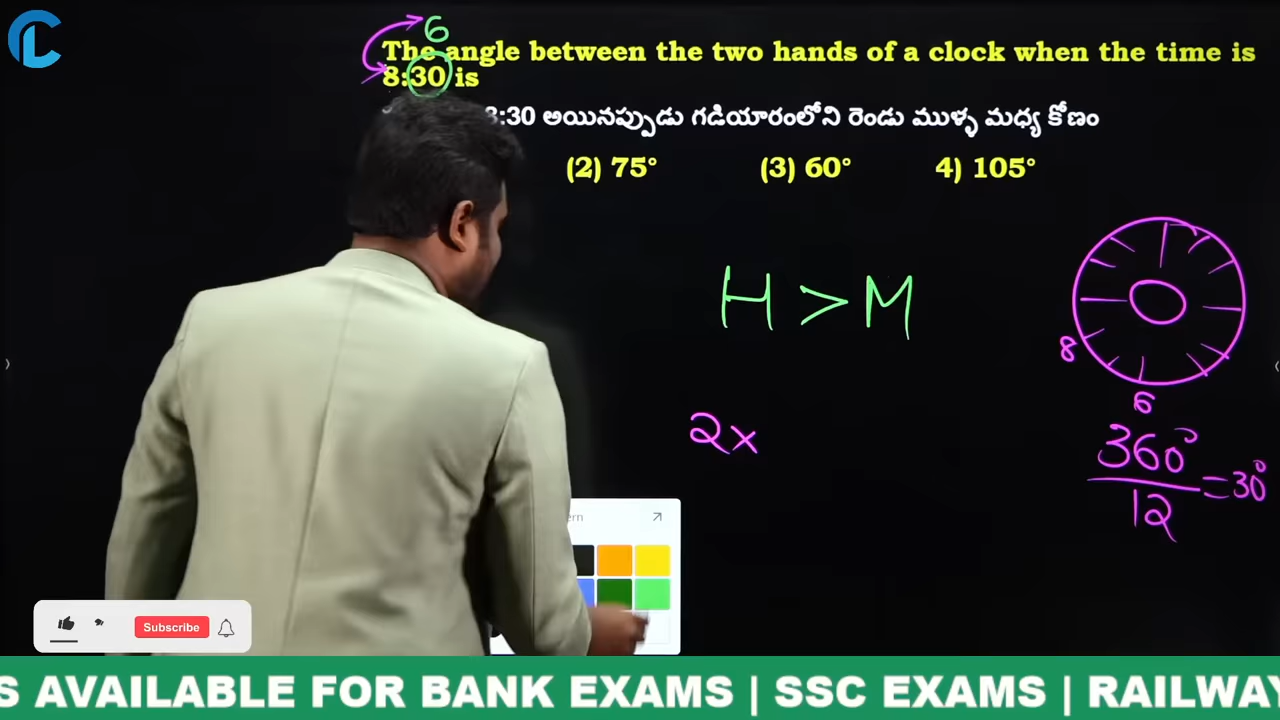 6
The angle between the two hands of a clock when the time is
8:30 is
8:30 అయినప్పుడు గడియారంలోని రెండు ముళ్ళ మధ్య కోణం
(2) 75° (3) 60° 4) 105°
H > M
8
6
2x
360°
12
=30°
Subscribe
S AVAILABLE FOR BANK EXAMS | SSC EXAMS | RAILWAY